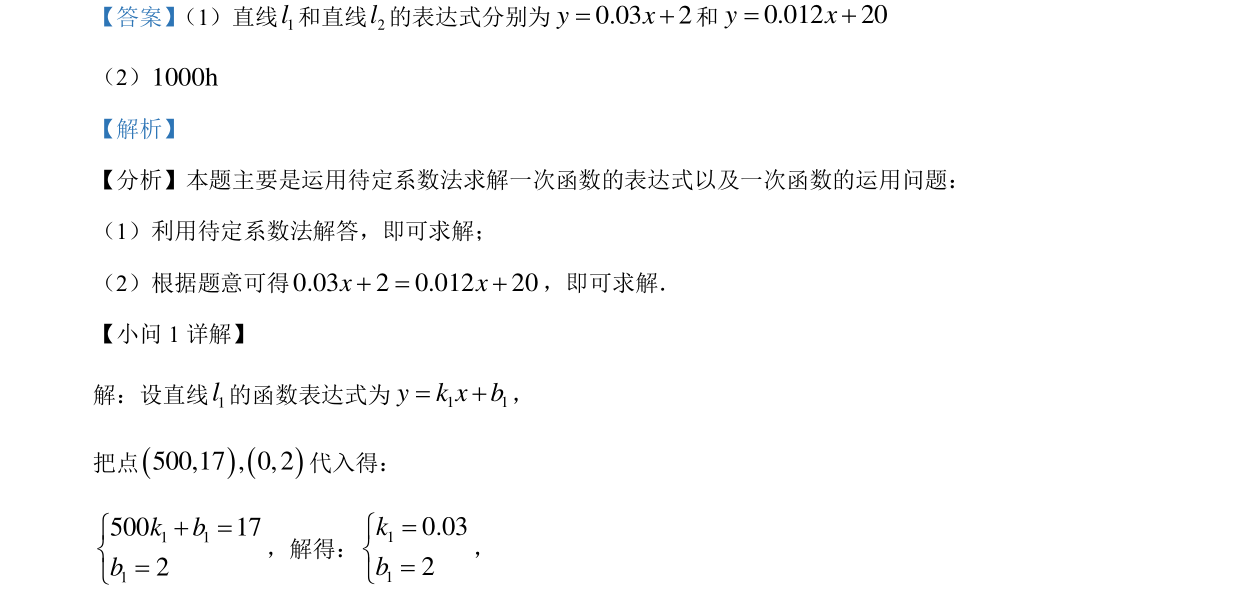 【答案】（1）直线l₁和直线l₂的表达式分别为y＝0.03x＋2和y＝0.012x＋20
（2）1000h
【解析】
【分析】本题主要是运用待定系数法求解一次函数的表达式以及一次函数的运用问题：
（1）利用待定系数法解答，即可求解；
（2）根据题意可得0.03x＋2＝0.012x＋20，即可求解．
【小问 1 详解】
解：设直线l₁的函数表达式为y＝k₁x＋b₁，
把点(500,17),(0,2)代入得：
{500k₁＋b₁＝17 b₁＝2，解得：{k₁＝0.03 b₁＝2，